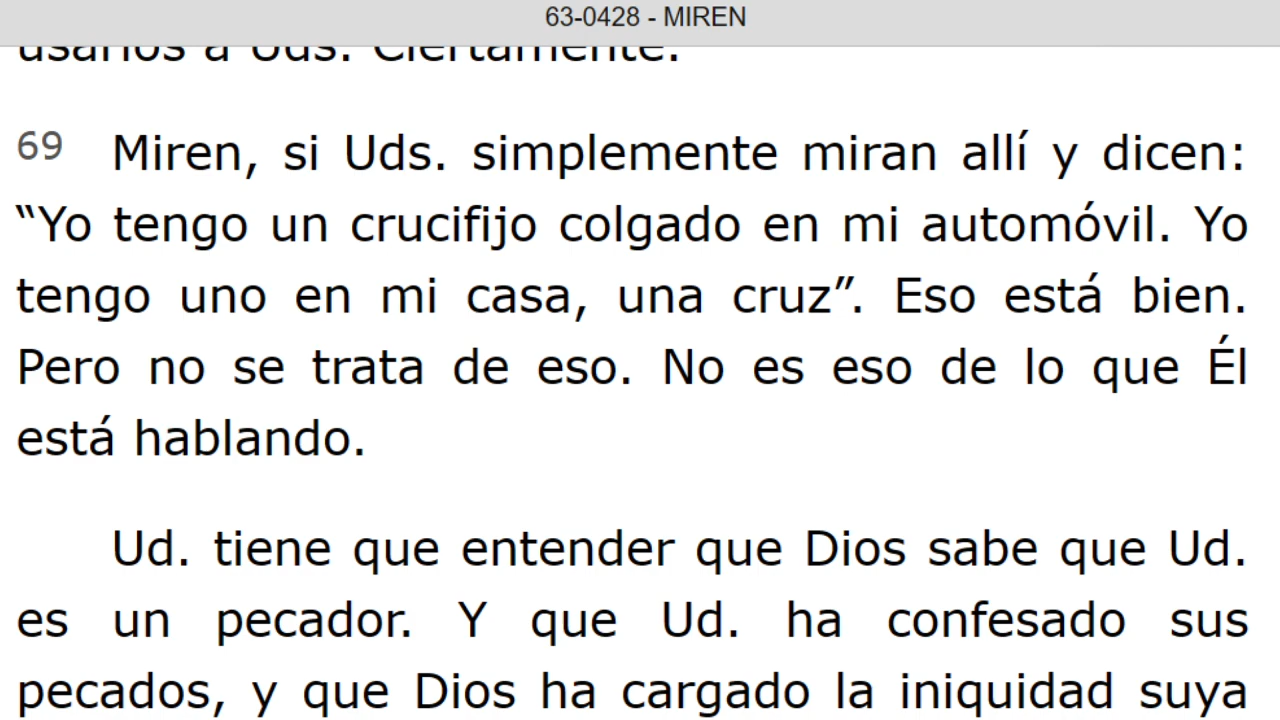 63-0428 - MIREN
usarlos a Uds. Ciertamente.
69 Miren, si Uds. simplemente miran allí y dicen:
“Yo tengo un crucifijo colgado en mi automóvil. Yo
tengo uno en mi casa, una cruz”. Eso está bien.
Pero no se trata de eso. No es eso de lo que Él
está hablando.
Ud. tiene que entender que Dios sabe que Ud.
es un pecador. Y que Ud. ha confesado sus
pecados, y que Dios ha cargado la iniquidad suya